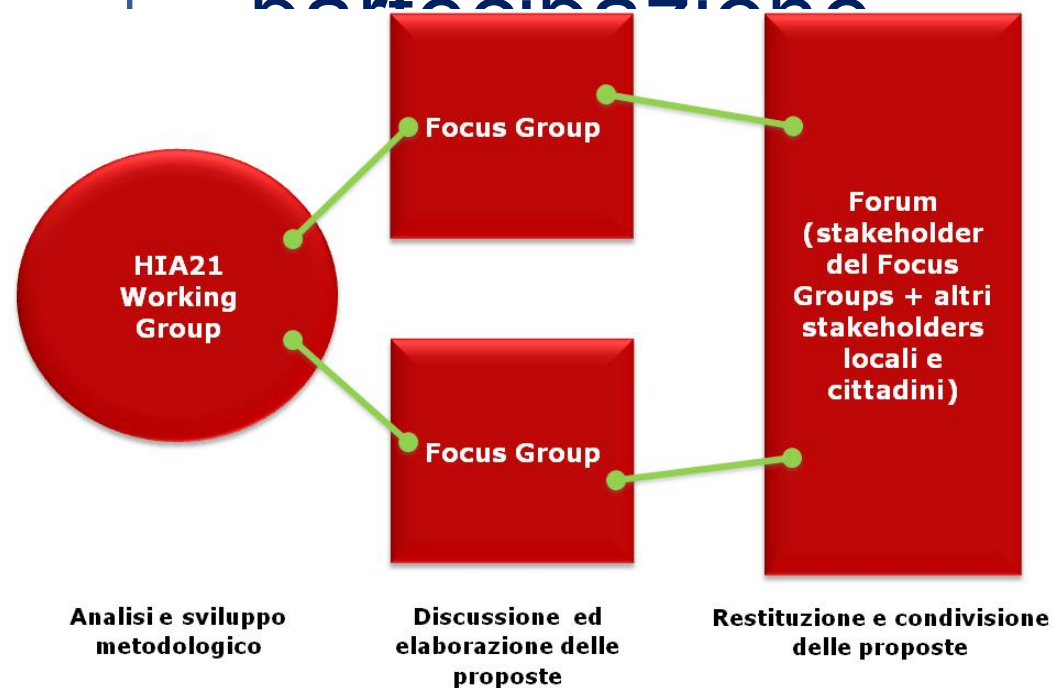 partecipazione
HIA21
Working
Group
Focus Group
Focus Group
Forum
(stakeholder
del Focus
Groups + altri
stakeholders
locali e
cittadini)
Analisi e sviluppo
metodologico
Discussione ed
elaborazione delle
proposte
Restituzione e condivisione
delle proposte